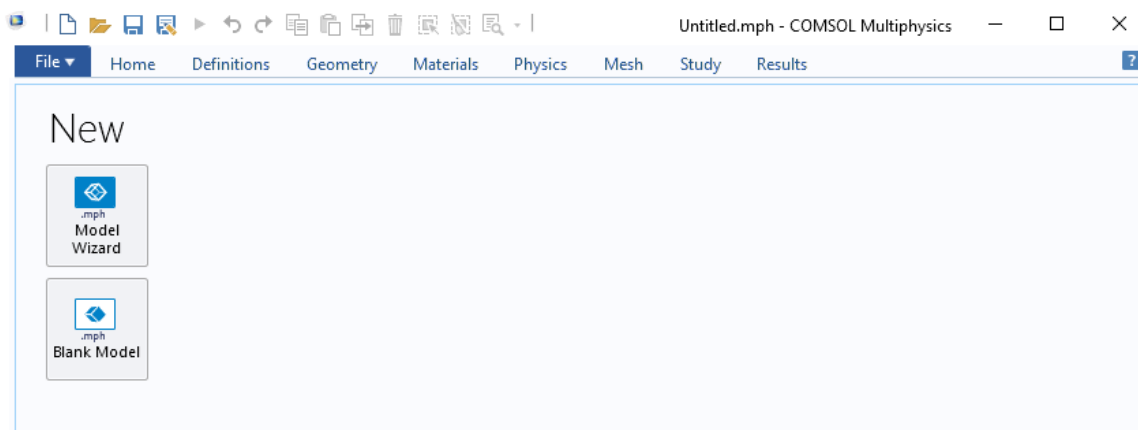 Untitled.mph - COMSOL Multiphysics
File Home Definitions Geometry Materials Physics Mesh Study Results ?
New
.mph
Model
Wizard
.mph
Blank Model